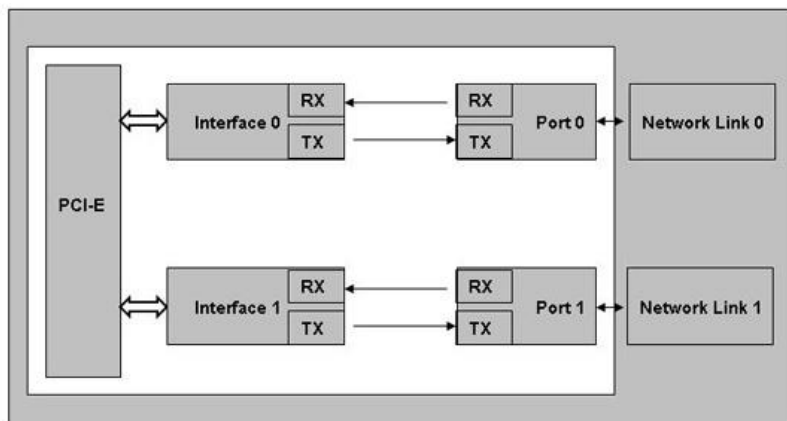 RX
RX
Interface 0
Port 0
Network Link 0
TX
TX
PCI-E
RX
RX
Interface 1
Port 1
Network Link 1
TX
TX